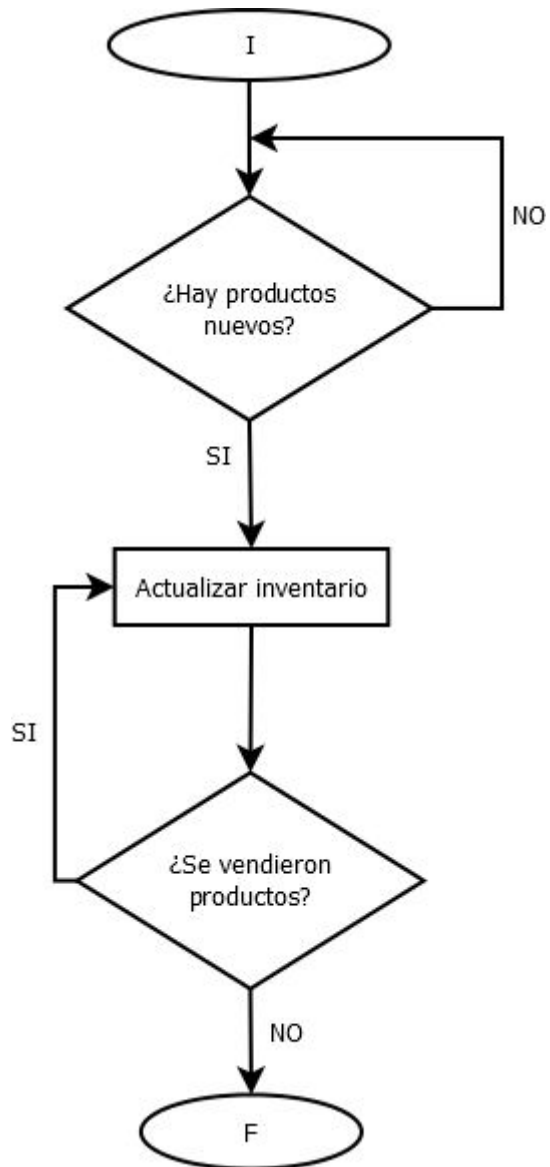 I
NO
¿Hay productos
nuevos?
SI
Actualizar inventario
SI
¿Se vendieron
productos?
NO
F